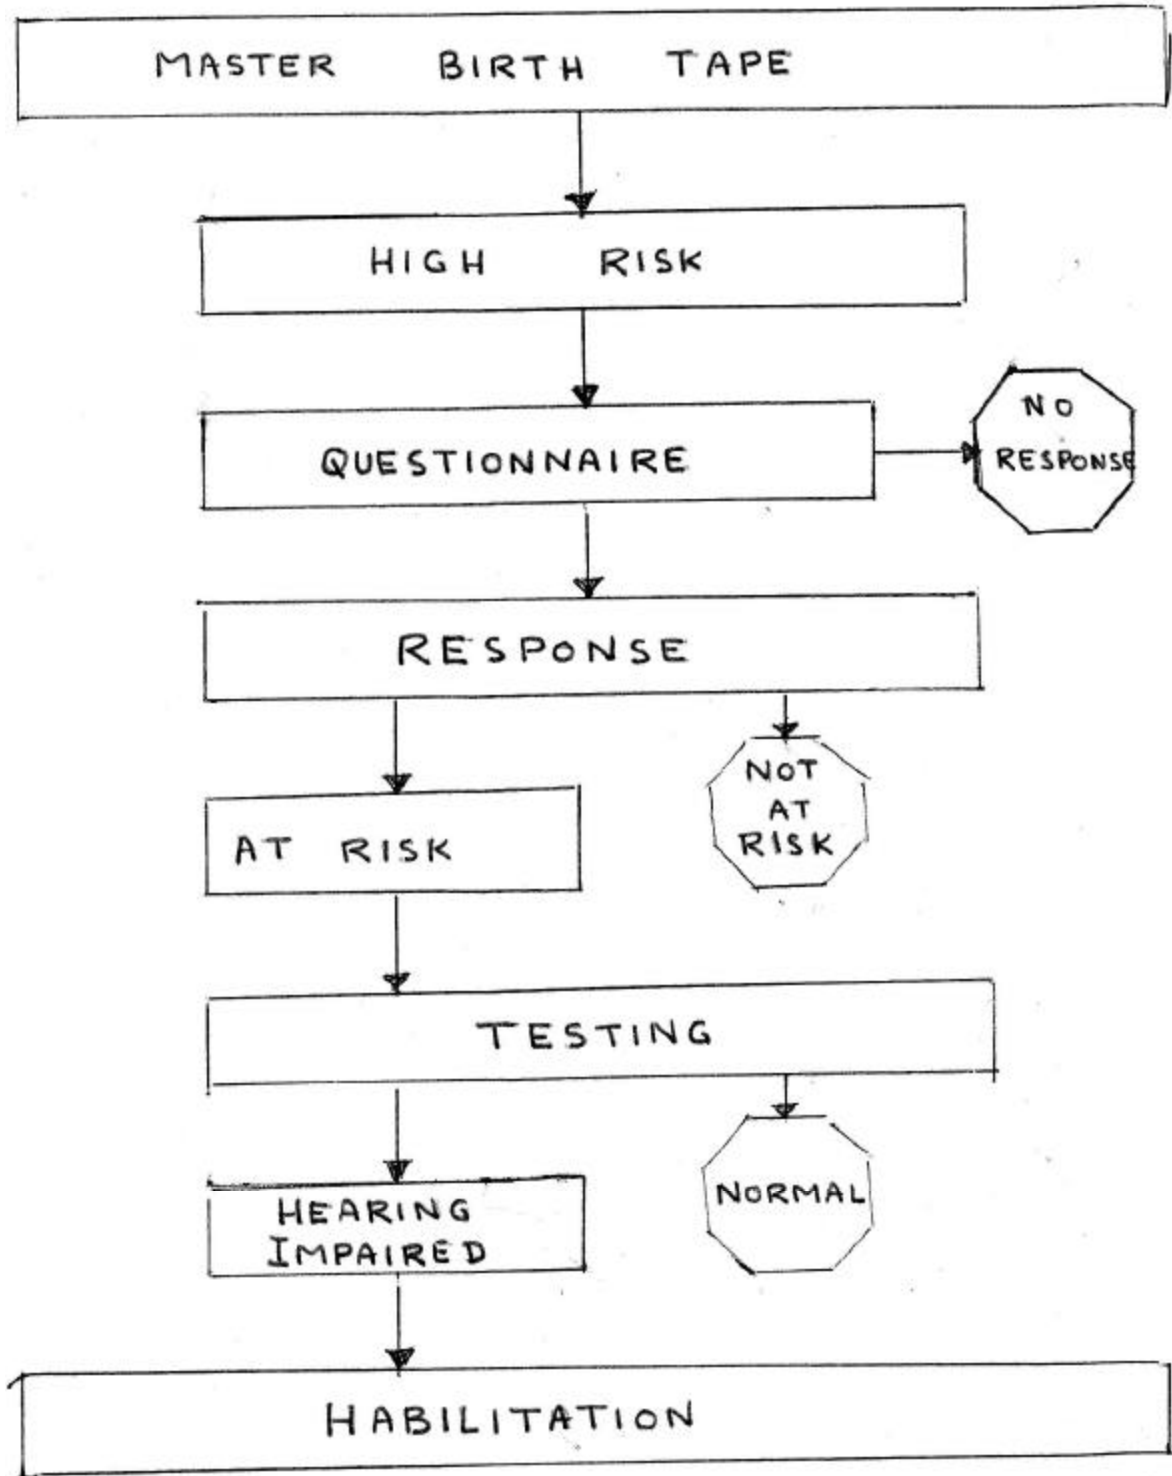 MASTER BIRTH TAPE
HIGH RISK
QUESTIONNAIRE
NO
RESPONSE
RESPONSE
AT RISK
NOT
AT
RISK
TESTING
HEARING
IMPAIRED
NORMAL
HABILITATION